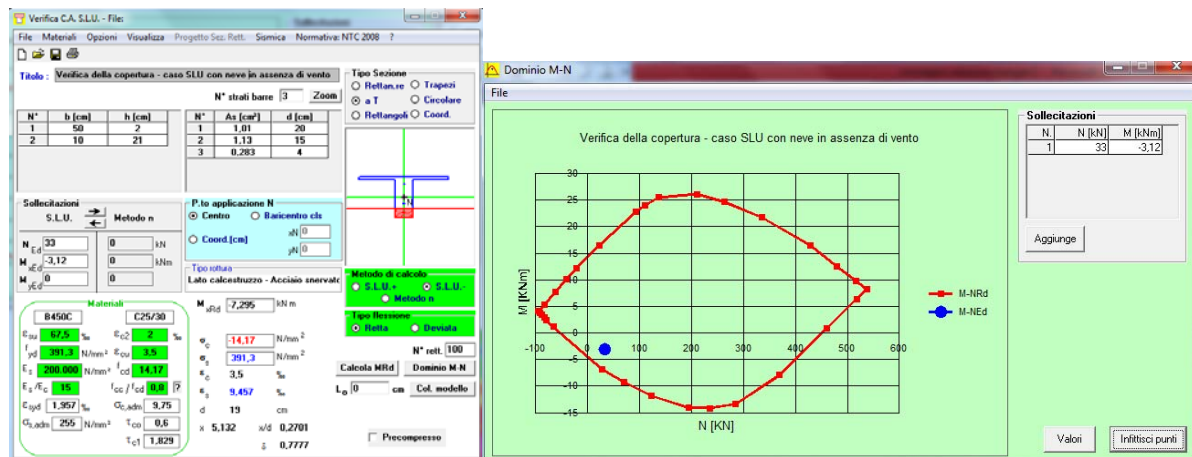 Verifica C.A. S.L.U. - File:
File Materiali Opzioni Visualizza Progetto Sez. Rett. Sismica Normativa: NTC 2008 ?
Titolo : Verifica della copertura - caso SLU con neve in assenza di vento
N° strati barre 3 Zoom
N° b [cm] h [cm]
1 50 2
2 10 21
N° As [cm²] d [cm]
1 1,01 20
2 1,13 15
3 0,283 4
Tipo Sezione
Rettan.re Trapezi
a T Circolare
Rettangoli Coord.
N
Sollecitazioni
S.L.U. Metodo n
N Ed 33 0 kN
M xEd -3,12 0 kNm
M yEd 0 0
P.to applicazione N
Centro Baricentro cls
Coord.[cm] xN 0
yN 0
Tipo rottura
Lato calcestruzzo - Acciaio snervato
Metodo di calcolo
S.L.U.+ S.L.U.-
Metodo n
Tipo flessione
Retta Deviata
N° rett. 100
Calcola MRd Dominio M-N
L₀ 0 cm Col. modello
Precompresso
Materiali
B450C C25/30
εsu 67,5 ‰ εc2 2 ‰
fyd 391,3 N/mm² εcu 3,5
Es 200.000 N/mm² fcd 14,17
Es/Ec 15 fcc/fcd 0,8 ?
εsyd 1,957 ‰ σc,adm 9,75
σs,adm 255 N/mm² τco 0,6
τc1 1,829
M xRd -7,295 kN m
σc -14,17 N/mm²
σs 391,3 N/mm²
εc 3,5 ‰
εs 9,457 ‰
d 19 cm
x 5,132 x/d 0,2701
δ 0,7777
Dominio M-N
File
Verifica della copertura - caso SLU con neve in assenza di vento
M [KNm]
30
25
20
15
10
5
0
-5
-10
-15
-100 0 100 200 300 400 500 600
N [KN]
M-NRd
M-NEd
Sollecitazioni
N. N [kN] M [kNm]
1 33 -3,12
Aggiunge
Valori Infittisci punti